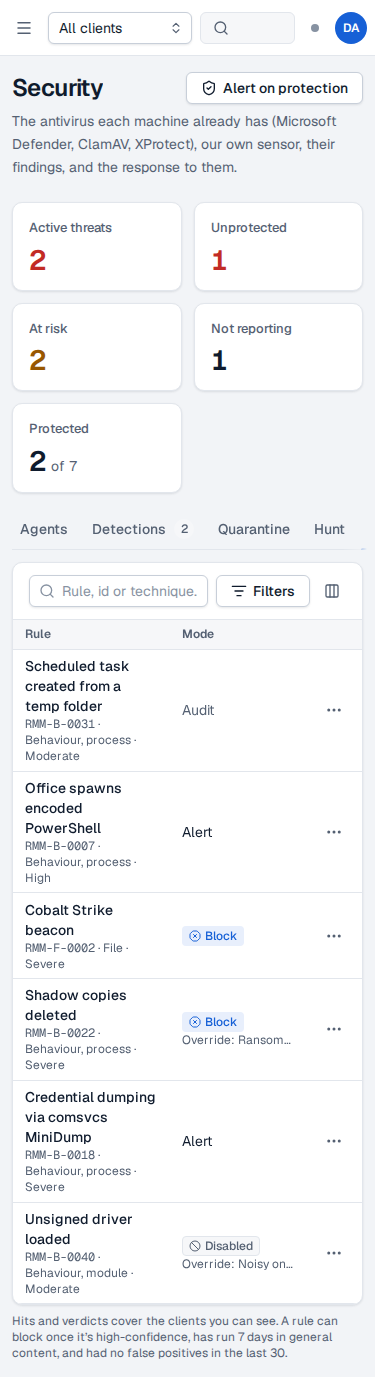 All clients
DA
Security
Alert on protection
The antivirus each machine already has (Microsoft
Defender, ClamAV, XProtect), our own sensor, their
findings, and the response to them.
Active threats
2
Unprotected
1
At risk
2
Not reporting
1
Protected
2 of 7
Agents
Detections 2
Quarantine
Hunt
Rule, id or technique.
Filters
Rule
Mode
Scheduled task
created from a
temp folder
RMM-B-0031 ·
Behaviour, process ·
Moderate
Audit
Office spawns
encoded
PowerShell
RMM-B-0007 ·
Behaviour, process ·
High
Alert
Cobalt Strike
beacon
RMM-F-0002 · File ·
Severe
Block
Shadow copies
deleted
RMM-B-0022 ·
Behaviour, process ·
Severe
Block
Override: Ransom…
Credential dumping
via comsvcs
MiniDump
RMM-B-0018 ·
Behaviour, process ·
Severe
Alert
Unsigned driver
loaded
RMM-B-0040 ·
Behaviour, module ·
Moderate
Disabled
Override: Noisy on…
Hits and verdicts cover the clients you can see. A rule can
block once it's high-confidence, has run 7 days in general
content, and had no false positives in the last 30.